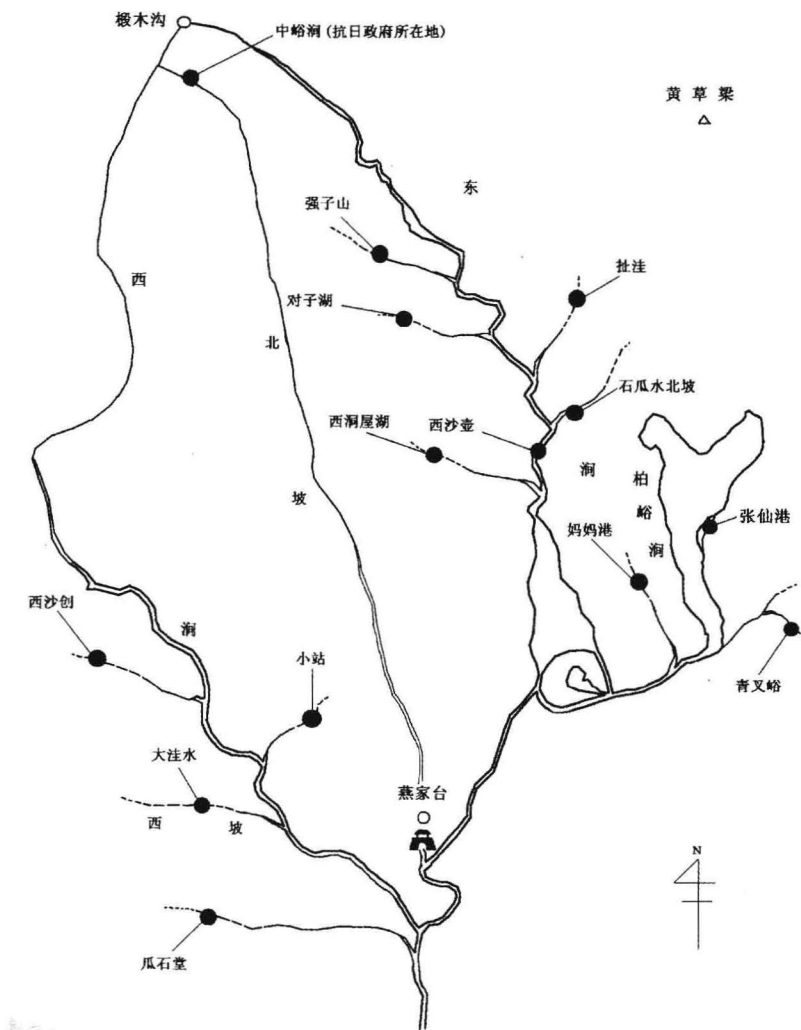 椴木沟
中峪涧(抗日政府所在地)
黄草梁
东
强子山
扯洼
西
对子湖
北
石瓜水北坡
西洞屋湖
西沙壶
涧
柏峪涧
坡
张仙港
妈妈港
西沙创
涧
小站
青叉峪
大洼水
燕家台
西坡
N
瓜石堂